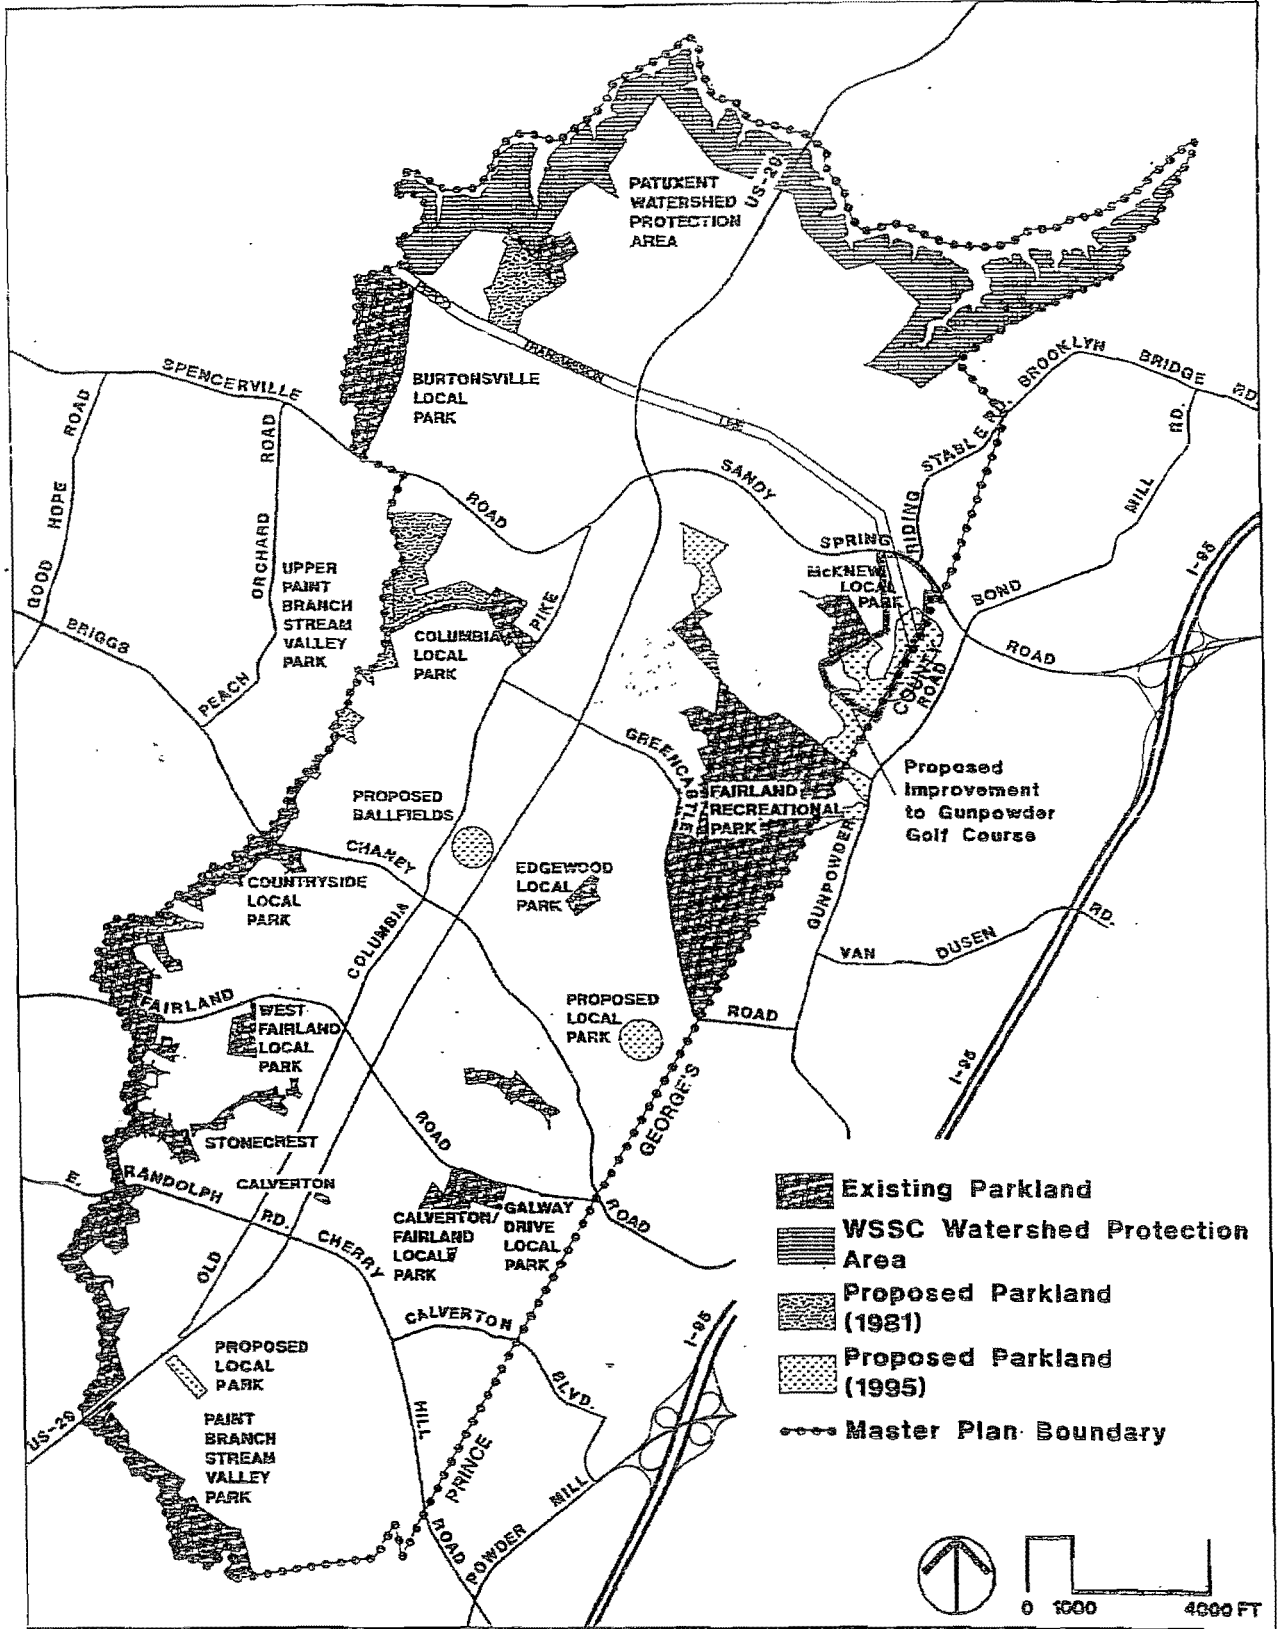 PATUXENT
WATERSHED
PROTECTION
AREA
US-29
TRANSMISSION
LINE
BURTONSVILLE
LOCAL
PARK
SPENCERVILLE
ROAD
GOOD HOPE ROAD
ORCHARD ROAD
PEACH
BRIGGS
CHANEY
SANDY
SPRING
ROAD
RIDING
STABLE RD.
BROOKLYN
BRIDGE
RD.
MILL
RD.
BOND
I-95
McKNEW
LOCAL
PARK
COUNTY
ROAD
UPPER
PAINT
BRANCH
STREAM
VALLEY
PARK
COLUMBIA
LOCAL
PARK
PIKE
GREENCASTLE
FAIRLAND
RECREATIONAL
PARK
Proposed
Improvement
to Gunpowder
Golf Course
PROPOSED
BALLFIELDS
EDGEWOOD
LOCAL
PARK
COUNTRYSIDE
LOCAL
PARK
COLUMBIA
GUNPOWDER
VAN DUSEN RD.
PROPOSED
LOCAL
PARK
ROAD
FAIRLAND
WEST
FAIRLAND
LOCAL
PARK
ROAD
GEORGE'S
I-95
STONECREST
E. RANDOLPH RD.
CALVERTON
CHERRY
CALVERTON/
FAIRLAND
LOCAL
PARK
GALWAY
DRIVE
LOCAL
PARK
ROAD
OLD
CALVERTON
BLVD.
I-95
PROPOSED
LOCAL
PARK
US-29
PAINT
BRANCH
STREAM
VALLEY
PARK
HILL
ROAD
PRINCE
POWDER MILL
Existing Parkland
WSSC Watershed Protection
Area
Proposed Parkland
(1981)
Proposed Parkland
(1995)
Master Plan Boundary
0 1000 4000 FT